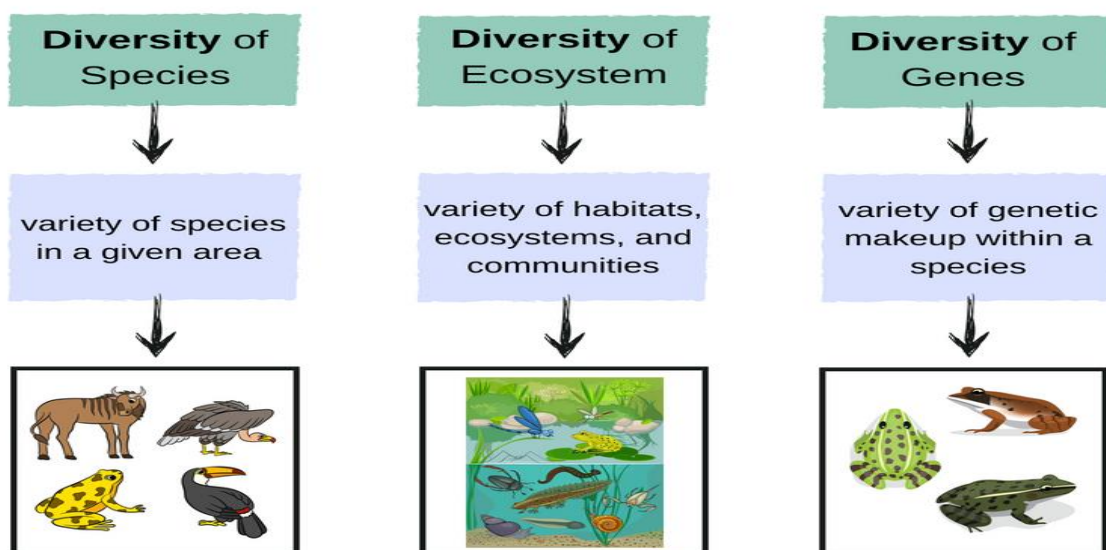 Diversity of
Species
variety of species
in a given area
Diversity of
Ecosystem
variety of habitats,
ecosystems, and
communities
Diversity of
Genes
variety of genetic
makeup within a
species